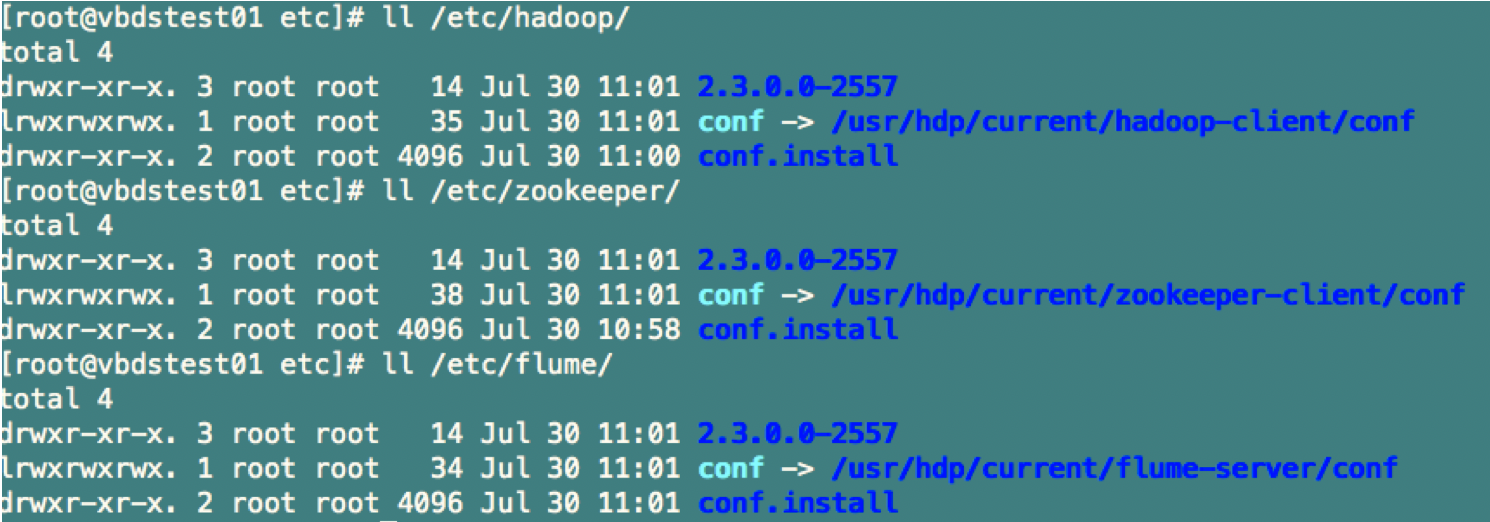 [root@vbdstest01 etc]# ll /etc/hadoop/
total 4
drwxr-xr-x. 3 root root   14 Jul 30 11:01 2.3.0.0-2557
lrwxrwxrwx. 1 root root   35 Jul 30 11:01 conf -> /usr/hdp/current/hadoop-client/conf
drwxr-xr-x. 2 root root 4096 Jul 30 11:00 conf.install
[root@vbdstest01 etc]# ll /etc/zookeeper/
total 4
drwxr-xr-x. 3 root root   14 Jul 30 11:01 2.3.0.0-2557
lrwxrwxrwx. 1 root root   38 Jul 30 11:01 conf -> /usr/hdp/current/zookeeper-client/conf
drwxr-xr-x. 2 root root 4096 Jul 30 10:58 conf.install
[root@vbdstest01 etc]# ll /etc/flume/
total 4
drwxr-xr-x. 3 root root   14 Jul 30 11:01 2.3.0.0-2557
lrwxrwxrwx. 1 root root   34 Jul 30 11:01 conf -> /usr/hdp/current/flume-server/conf
drwxr-xr-x. 2 root root 4096 Jul 30 11:01 conf.install